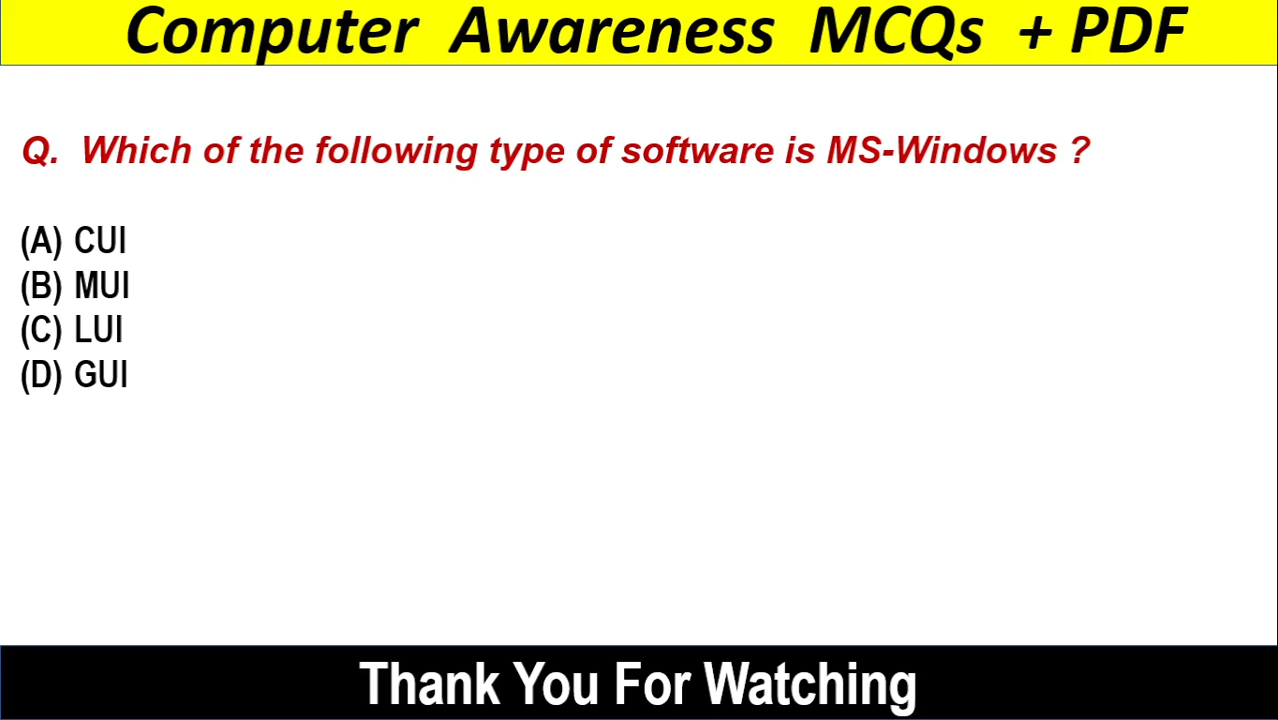 Computer Awareness MCQs + PDF
Q. Which of the following type of software is MS-Windows ?
(A) CUI
(B) MUI
(C) LUI
(D) GUI
Thank You For Watching